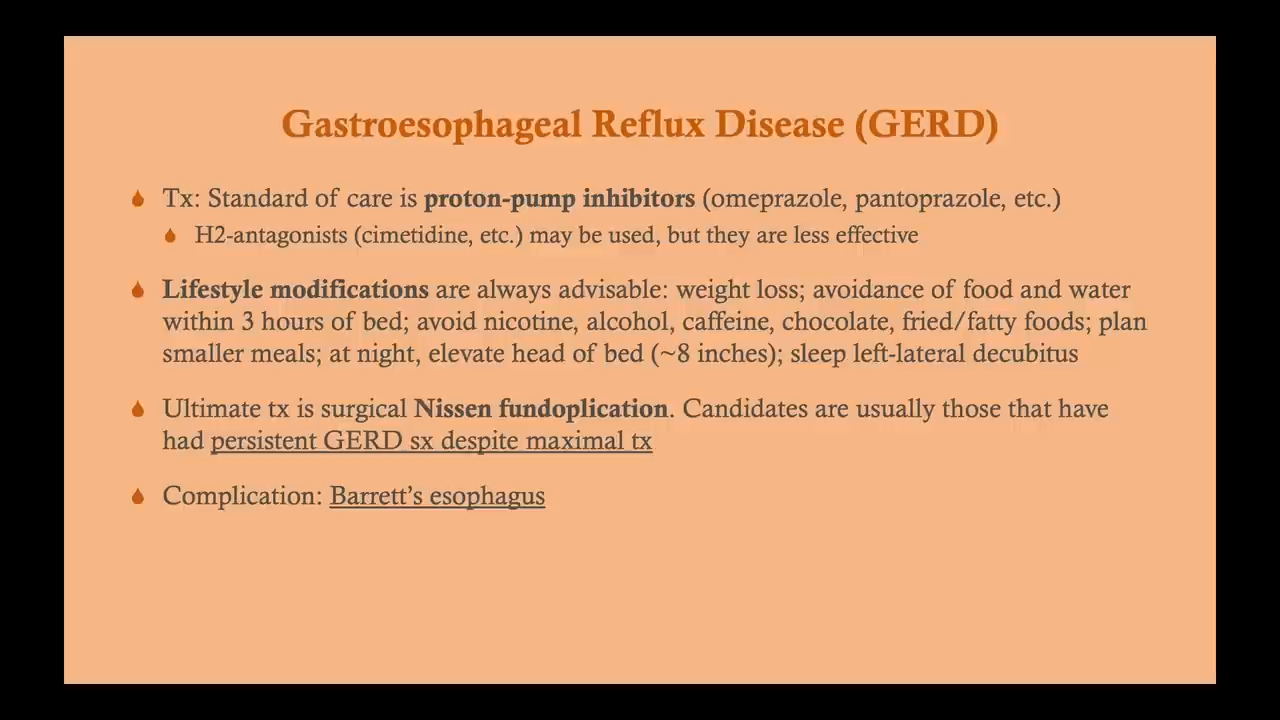 Gastroesophageal Reflux Disease (GERD)
Tx: Standard of care is proton-pump inhibitors (omeprazole, pantoprazole, etc.)
H2-antagonists (cimetidine, etc.) may be used, but they are less effective
Lifestyle modifications are always advisable: weight loss; avoidance of food and water
within 3 hours of bed; avoid nicotine, alcohol, caffeine, chocolate, fried/fatty foods; plan
smaller meals; at night, elevate head of bed (~8 inches); sleep left-lateral decubitus
Ultimate tx is surgical Nissen fundoplication. Candidates are usually those that have
had persistent GERD sx despite maximal tx
Complication: Barrett’s esophagus